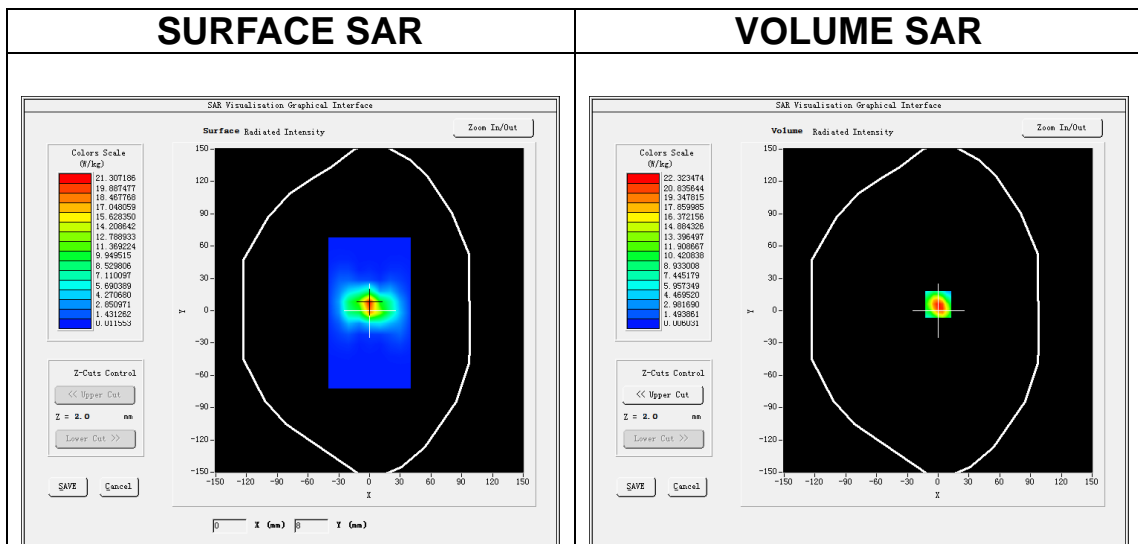 SURFACE SAR
VOLUME SAR
SAR Visualisation Graphical Interface
Surface Radiated Intensity
Zoom In/Out
Colors Scale
(W/kg)
21.307186
19.887477
18.467768
17.048059
15.628350
14.208642
12.788933
11.369224
9.949515
8.529806
7.110097
5.690389
4.270680
2.850971
1.431262
0.011553
150
120
90
60
30
0
-30
-60
-90
-120
-150
Y
-150 -120 -90 -60 -30 0 30 60 90 120 150
X
Z-Cuts Control
<< Upper Cut
Z = 2.0 mm
Lower Cut >>
SAVE Cancel
0 X (mm) 8 Y (mm)
SAR Visualisation Graphical Interface
Volume Radiated Intensity
Zoom In/Out
Colors Scale
(W/kg)
22.323474
20.835644
19.347815
17.859985
16.372156
14.884326
13.396497
11.908667
10.420838
8.933008
7.445179
5.957349
4.469520
2.981690
1.493861
0.006031
150
120
90
60
30
0
-30
-60
-90
-120
-150
Y
-150 -120 -90 -60 -30 0 30 60 90 120 150
X
Z-Cuts Control
<< Upper Cut
Z = 2.0 mm
Lower Cut >>
SAVE Cancel